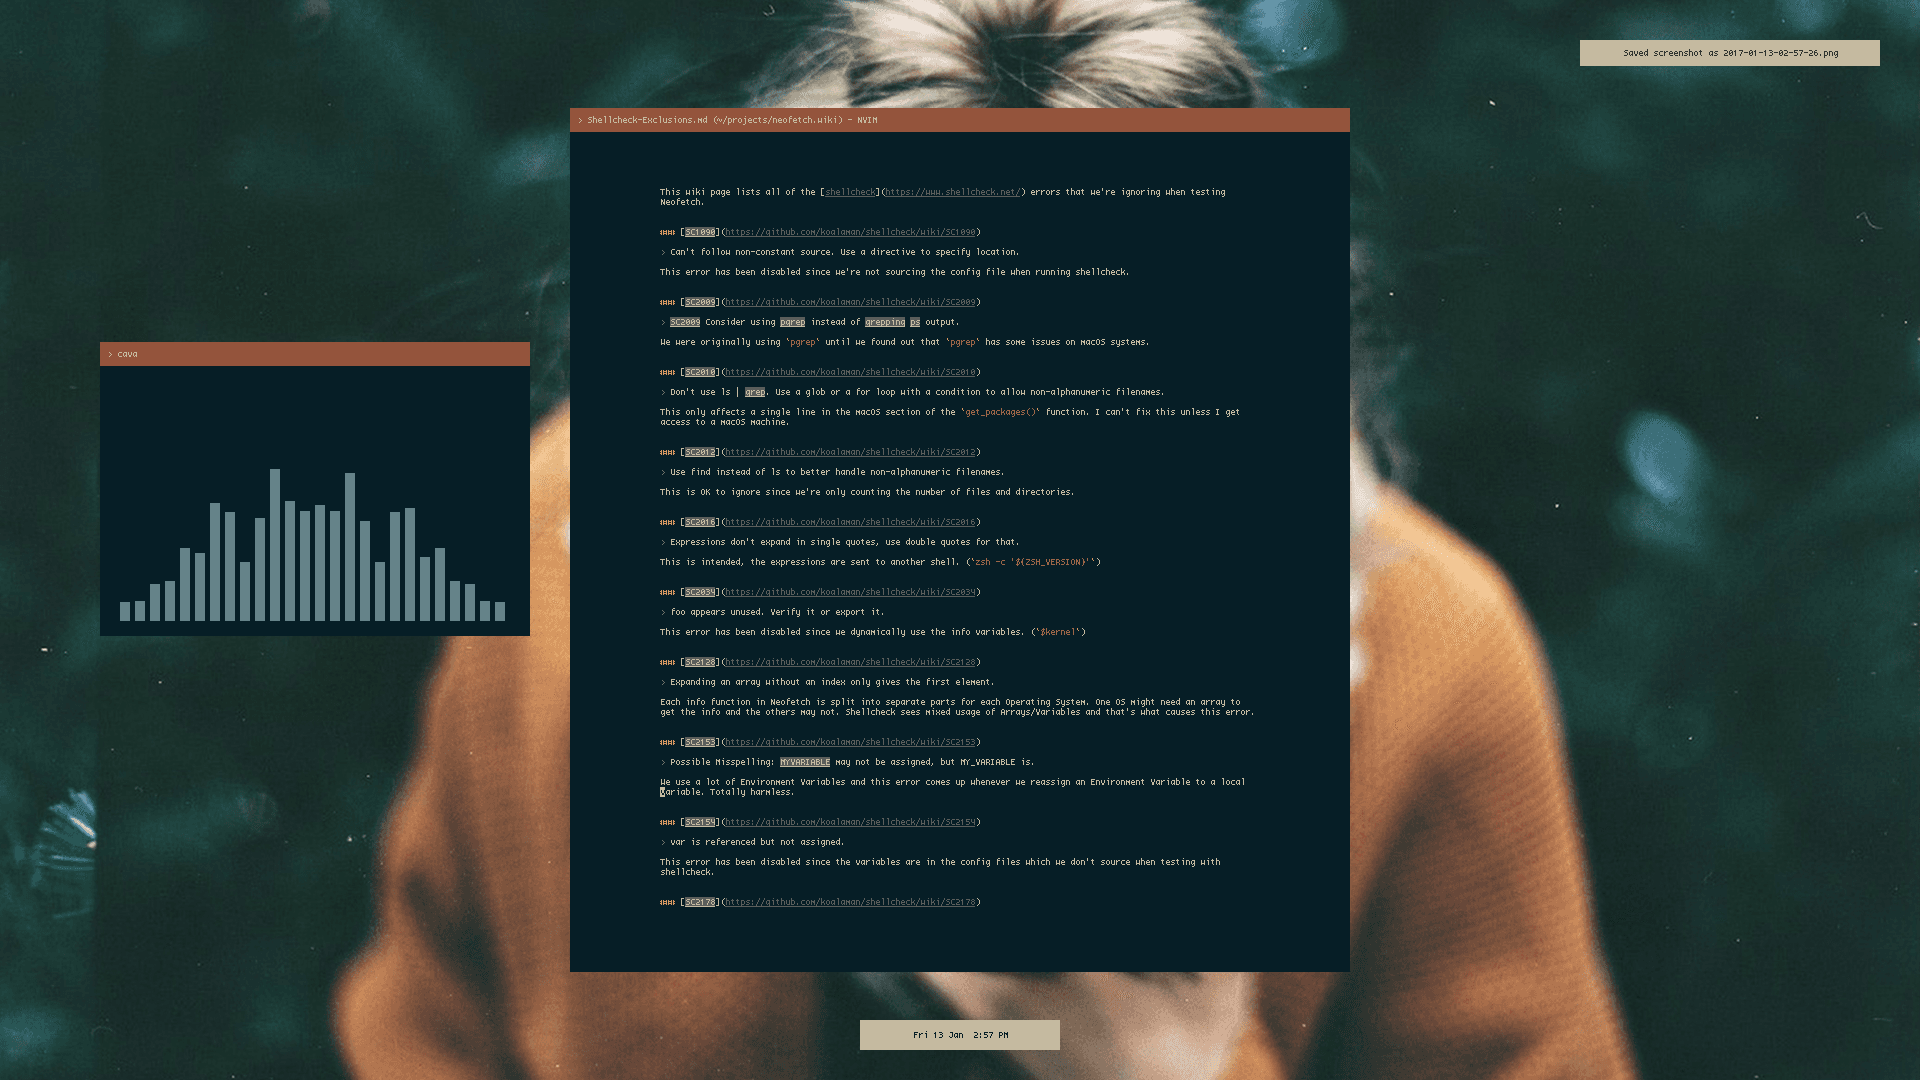 Saved screenshot as 2017-01-13-02-57-26.png
> Shellcheck-Exclusions.md (~/projects/neofetch.wiki) - NVIM
This wiki page lists all of the [shellcheck](https://www.shellcheck.net/) errors that we're ignoring when testing
Neofetch.
### [SC1090](https://github.com/koalaman/shellcheck/wiki/SC1090)
> Can't follow non-constant source. Use a directive to specify location.
This error has been disabled since we're not sourcing the config file when running shellcheck.
### [SC2009](https://github.com/koalaman/shellcheck/wiki/SC2009)
> SC2009 Consider using pgrep instead of grepping ps output.
We were originally using `pgrep` until we found out that `pgrep` has some issues on macOS systems.
### [SC2010](https://github.com/koalaman/shellcheck/wiki/SC2010)
> Don't use ls | grep. Use a glob or a for loop with a condition to allow non-alphanumeric filenames.
This only affects a single line in the macOS section of the `get_packages()` function. I can't fix this unless I get
access to a macOS machine.
### [SC2012](https://github.com/koalaman/shellcheck/wiki/SC2012)
> Use find instead of ls to better handle non-alphanumeric filenames.
This is OK to ignore since we're only counting the number of files and directories.
### [SC2016](https://github.com/koalaman/shellcheck/wiki/SC2016)
> Expressions don't expand in single quotes, use double quotes for that.
This is intended, the expressions are sent to another shell. (`zsh -c '${ZSH_VERSION}'`)
### [SC2034](https://github.com/koalaman/shellcheck/wiki/SC2034)
> foo appears unused. Verify it or export it.
This error has been disabled since we dynamically use the info variables. (`$kernel`)
### [SC2128](https://github.com/koalaman/shellcheck/wiki/SC2128)
> Expanding an array without an index only gives the first element.
Each info function in Neofetch is split into separate parts for each Operating System. One OS might need an array to
get the info and the others may not. Shellcheck sees mixed usage of Arrays/Variables and that's what causes this error.
### [SC2153](https://github.com/koalaman/shellcheck/wiki/SC2153)
> Possible Misspelling: MYVARIABLE may not be assigned, but MY_VARIABLE is.
We use a lot of Environment Variables and this error comes up whenever we reassign an Environment Variable to a local
variable. Totally harmless.
### [SC2154](https://github.com/koalaman/shellcheck/wiki/SC2154)
> var is referenced but not assigned.
This error has been disabled since the variables are in the config files which we don't source when testing with
shellcheck.
### [SC2178](https://github.com/koalaman/shellcheck/wiki/SC2178)
> cava
Fri 13 Jan  2:57 PM